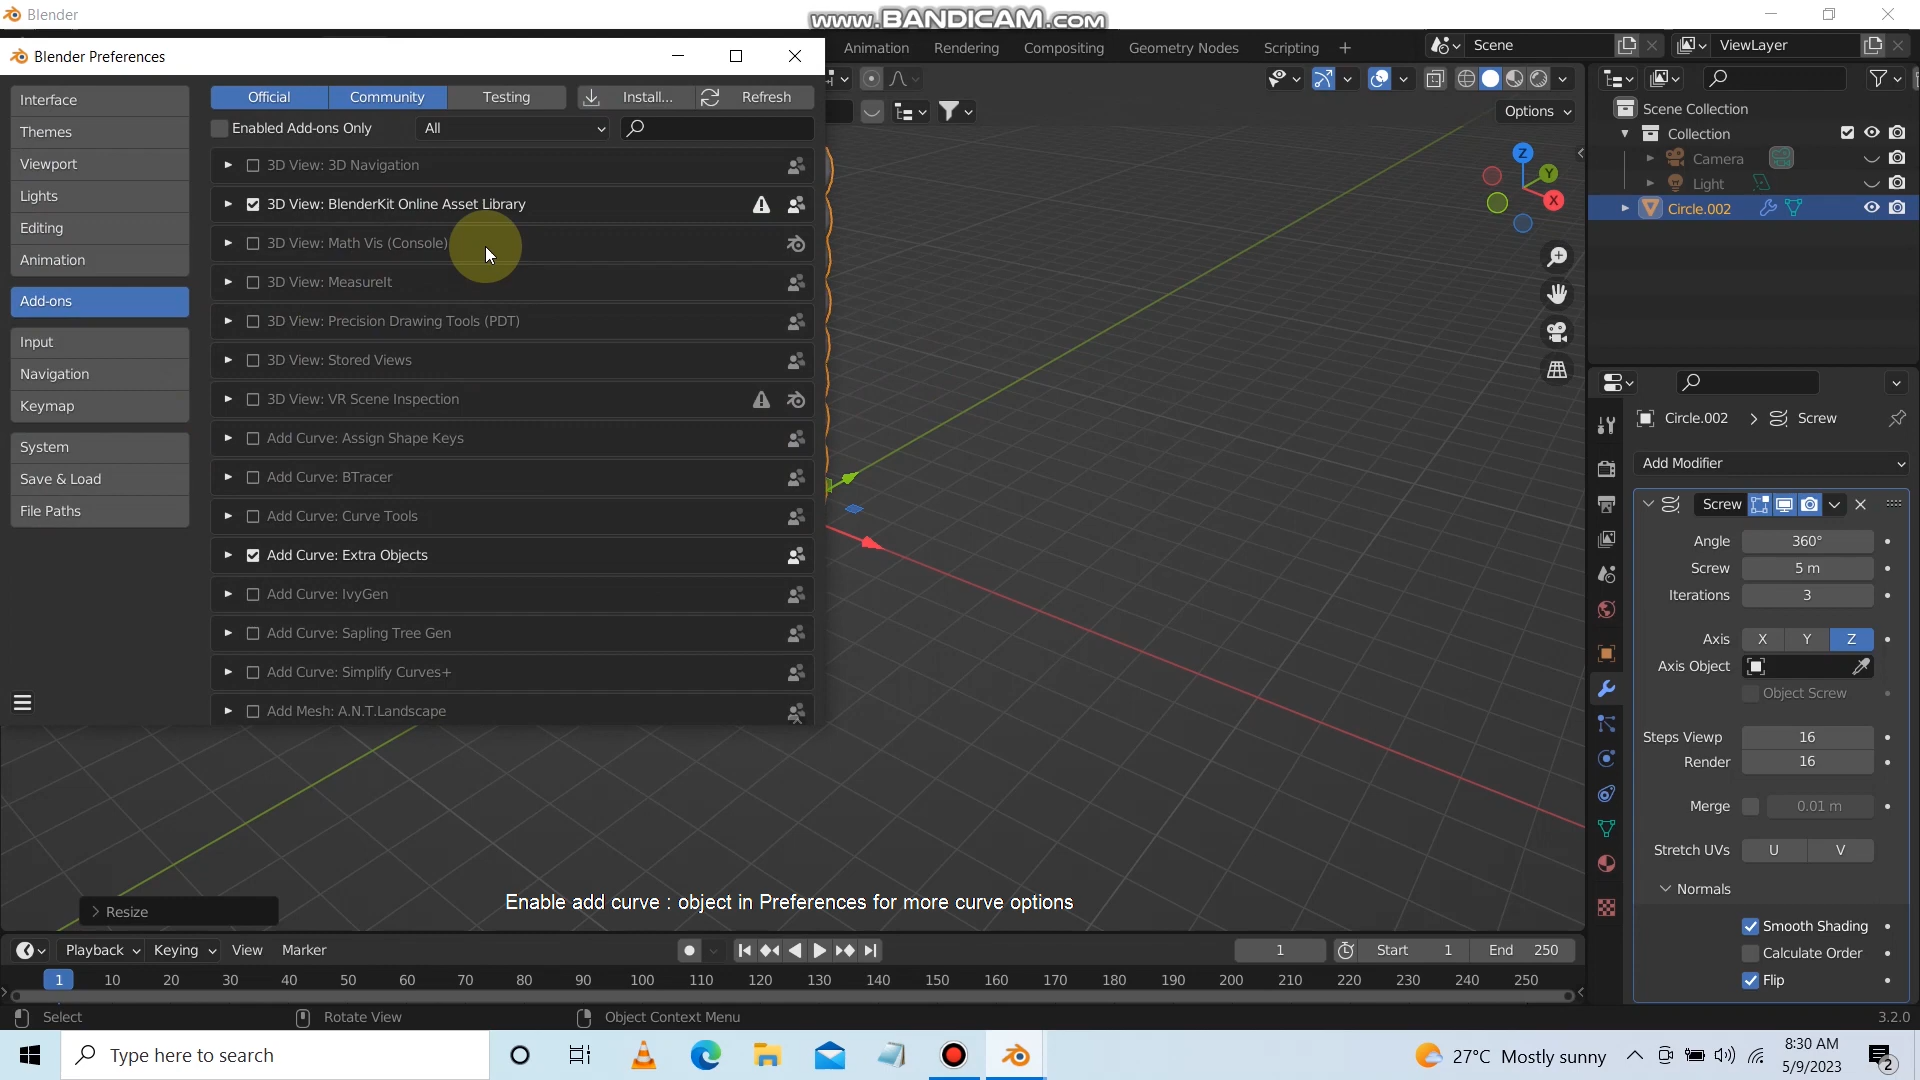 Blender
www.BANDICAM.com
Blender Preferences
Animation
Rendering
Compositing
Geometry Nodes
Scripting
Scene
ViewLayer
Interface
Themes
Viewport
Lights
Editing
Animation
Add-ons
Input
Navigation
Keymap
System
Save & Load
File Paths
Official
Community
Testing
Install...
Refresh
Enabled Add-ons Only
All
3D View: 3D Navigation
3D View: BlenderKit Online Asset Library
3D View: Math Vis (Console)
3D View: MeasureIt
3D View: Precision Drawing Tools (PDT)
3D View: Stored Views
3D View: VR Scene Inspection
Add Curve: Assign Shape Keys
Add Curve: BTracer
Add Curve: Curve Tools
Add Curve: Extra Objects
Add Curve: IvyGen
Add Curve: Sapling Tree Gen
Add Curve: Simplify Curves+
Add Mesh: A.N.T.Landscape
Options
Z
Y
X
Scene Collection
Collection
Camera
Light
Circle.002
Circle.002
Screw
Add Modifier
Screw
Angle 360°
Screw 5 m
Iterations 3
Axis X Y Z
Axis Object
Object Screw
Steps Viewp 16
Render 16
Merge 0.01 m
Stretch UVs U V
Normals
Smooth Shading
Calculate Order
Flip
Enable add curve : object in Preferences for more curve options
Resize
Playback
Keying
View
Marker
1
Start 1
End 250
1 10 20 30 40 50 60 70 80 90 100 110 120 130 140 150 160 170 180 190 200 210 220 230 240 250
Select
Rotate View
Object Context Menu
3.2.0
Type here to search
27°C Mostly sunny
8:30 AM
5/9/2023
2